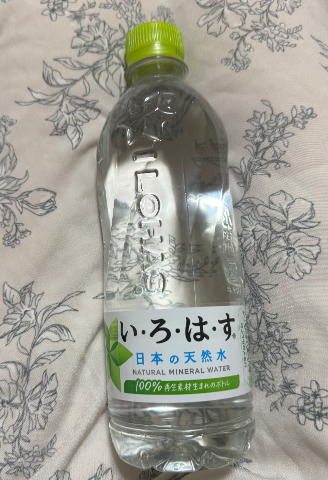 I LOHAS
い・ろ・は・す®
日本の天然水
NATURAL MINERAL WATER
100%再生素材生まれのボトル